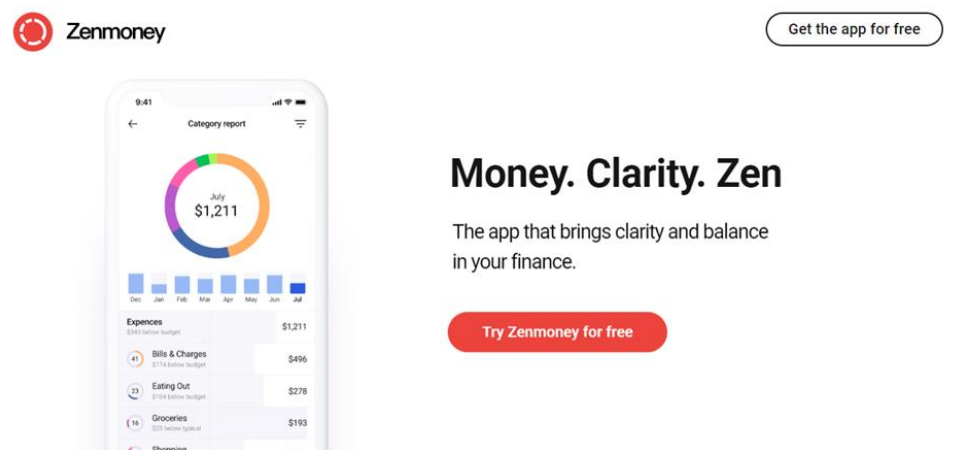 Zenmoney
Get the app for free
9:41
Category report
July
$1,211
Dec Jan Feb Mar Apr May Jun Jul
Expences
$1,211
$345 below budget
41
Bills & Charges
$496
$174 below budget
23
Eating Out
$278
$104 below budget
16
Groceries
$193
$23 below typical
Shopping
Money. Clarity. Zen
The app that brings clarity and balance
in your finance.
Try Zenmoney for free